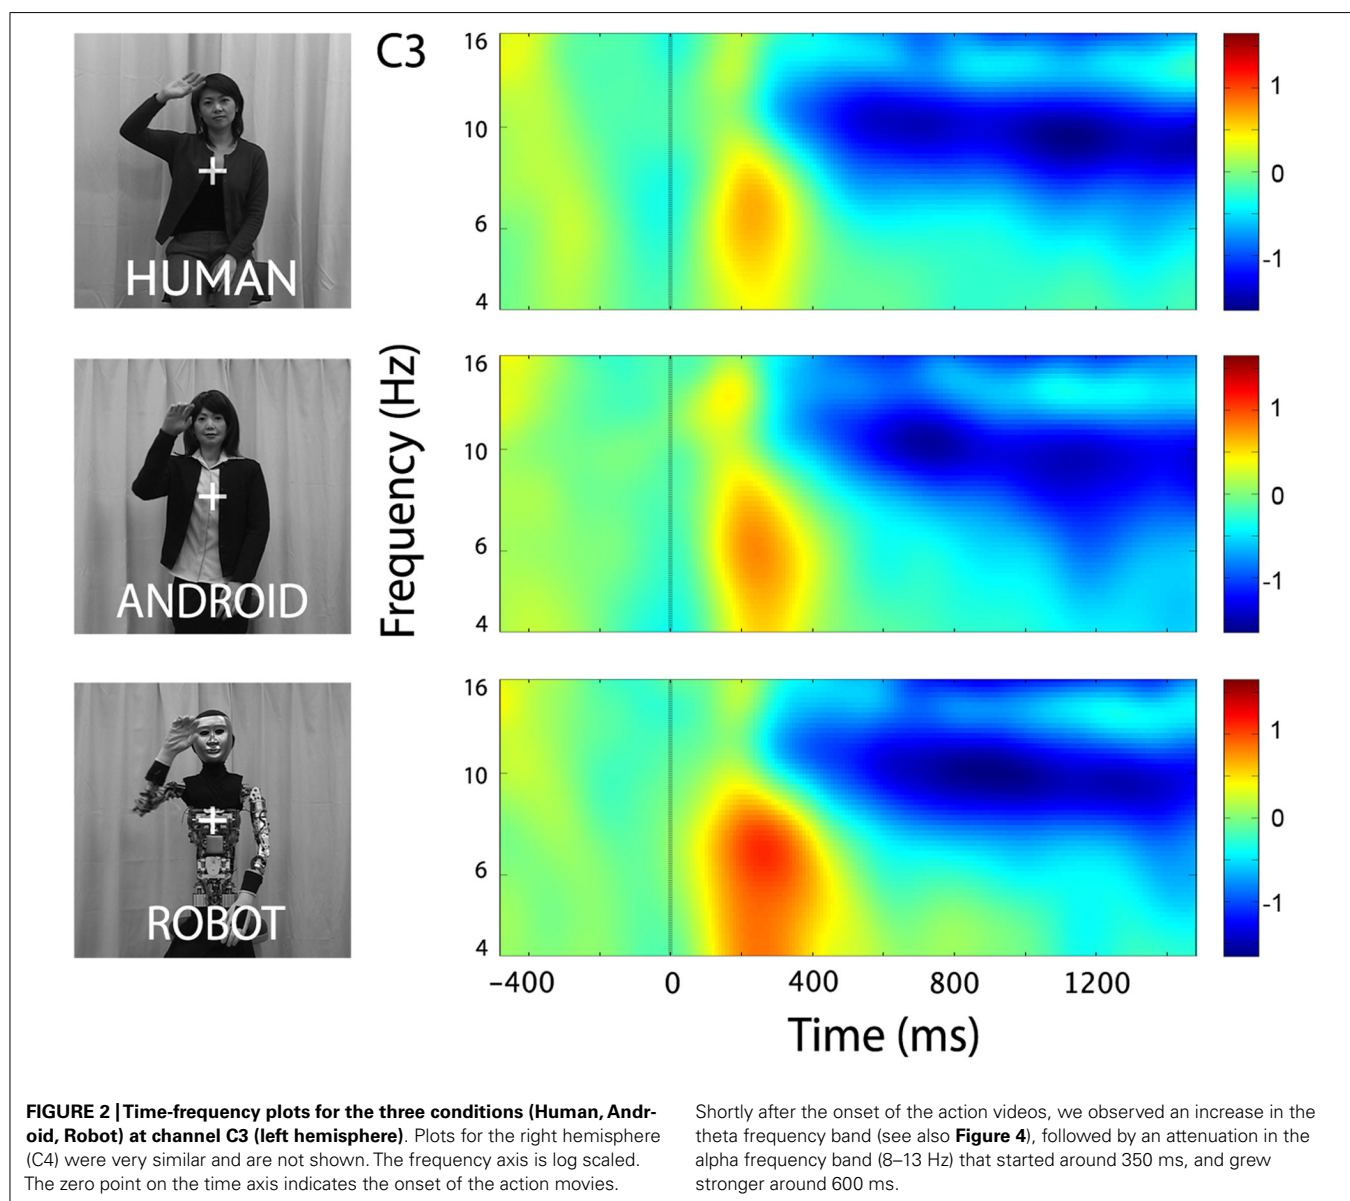 C3
16
10
6
4
1
0
-1
HUMAN
Frequency (Hz)
16
10
6
4
1
0
-1
ANDROID
16
10
6
4
1
0
-1
ROBOT
−400 0 400 800 1200
Time (ms)
FIGURE 2 | Time-frequency plots for the three conditions (Human, Andr-
oid, Robot) at channel C3 (left hemisphere). Plots for the right hemisphere
(C4) were very similar and are not shown. The frequency axis is log scaled.
The zero point on the time axis indicates the onset of the action movies.
Shortly after the onset of the action videos, we observed an increase in the
theta frequency band (see also Figure 4), followed by an attenuation in the
alpha frequency band (8–13 Hz) that started around 350 ms, and grew
stronger around 600 ms.